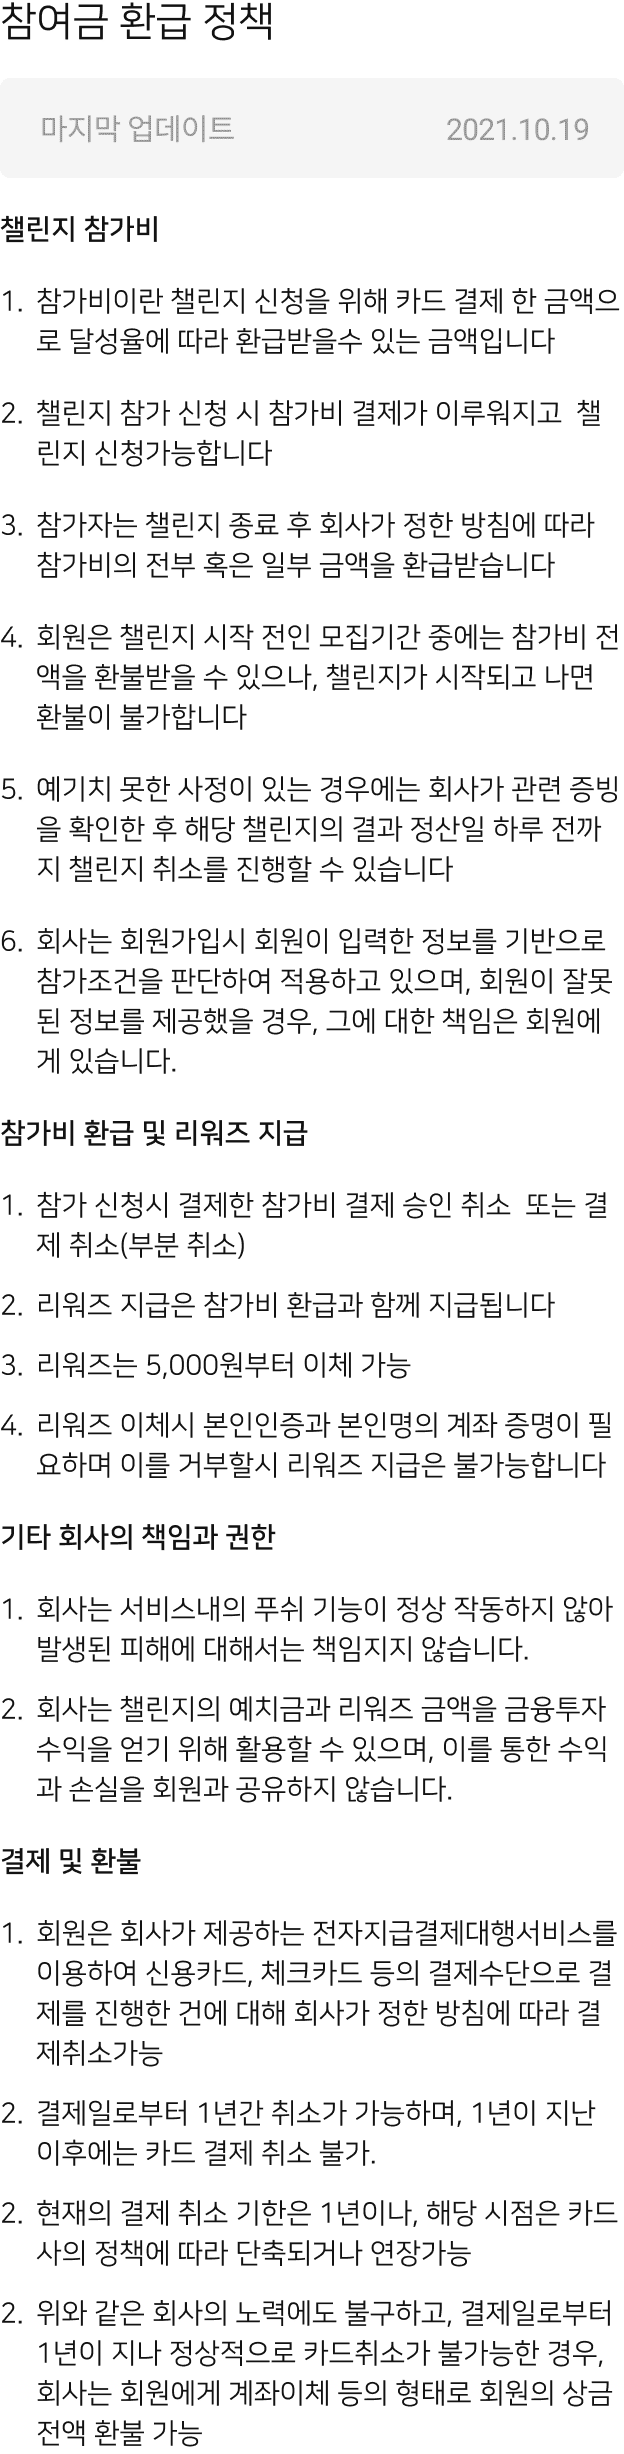 참여금 환급 정책
마지막 업데이트 2021.10.19
챌린지 참가비
1. 참가비이란 챌린지 신청을 위해 카드 결제 한 금액으
로 달성율에 따라 환급받을수 있는 금액입니다
2. 챌린지 참가 신청 시 참가비 결제가 이루워지고  챌
린지 신청가능합니다
3. 참가자는 챌린지 종료 후 회사가 정한 방침에 따라
참가비의 전부 혹은 일부 금액을 환급받습니다
4. 회원은 챌린지 시작 전인 모집기간 중에는 참가비 전
액을 환불받을 수 있으나, 챌린지가 시작되고 나면
환불이 불가합니다
5. 예기치 못한 사정이 있는 경우에는 회사가 관련 증빙
을 확인한 후 해당 챌린지의 결과 정산일 하루 전까
지 챌린지 취소를 진행할 수 있습니다
6. 회사는 회원가입시 회원이 입력한 정보를 기반으로
참가조건을 판단하여 적용하고 있으며, 회원이 잘못
된 정보를 제공했을 경우, 그에 대한 책임은 회원에
게 있습니다.
참가비 환급 및 리워즈 지급
1. 참가 신청시 결제한 참가비 결제 승인 취소  또는 결
제 취소(부분 취소)
2. 리워즈 지급은 참가비 환급과 함께 지급됩니다
3. 리워즈는 5,000원부터 이체 가능
4. 리워즈 이체시 본인인증과 본인명의 계좌 증명이 필
요하며 이를 거부할시 리워즈 지급은 불가능합니다
기타 회사의 책임과 권한
1. 회사는 서비스내의 푸쉬 기능이 정상 작동하지 않아
발생된 피해에 대해서는 책임지지 않습니다.
2. 회사는 챌린지의 예치금과 리워즈 금액을 금융투자
수익을 얻기 위해 활용할 수 있으며, 이를 통한 수익
과 손실을 회원과 공유하지 않습니다.
결제 및 환불
1. 회원은 회사가 제공하는 전자지급결제대행서비스를
이용하여 신용카드, 체크카드 등의 결제수단으로 결
제를 진행한 건에 대해 회사가 정한 방침에 따라 결
제취소가능
2. 결제일로부터 1년간 취소가 가능하며, 1년이 지난
이후에는 카드 결제 취소 불가.
2. 현재의 결제 취소 기한은 1년이나, 해당 시점은 카드
사의 정책에 따라 단축되거나 연장가능
2. 위와 같은 회사의 노력에도 불구하고, 결제일로부터
1년이 지나 정상적으로 카드취소가 불가능한 경우,
회사는 회원에게 계좌이체 등의 형태로 회원의 상금
전액 환불 가능